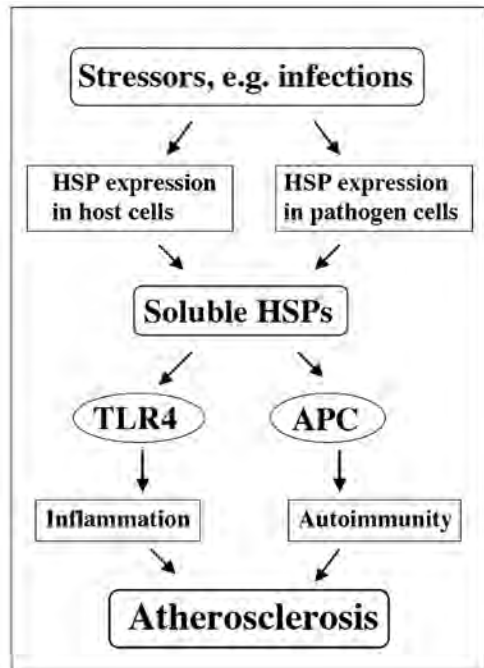 Stressors, e.g. infections
HSP expression
in host cells
HSP expression
in pathogen cells
Soluble HSPs
TLR4
APC
Inflammation
Autoimmunity
Atherosclerosis